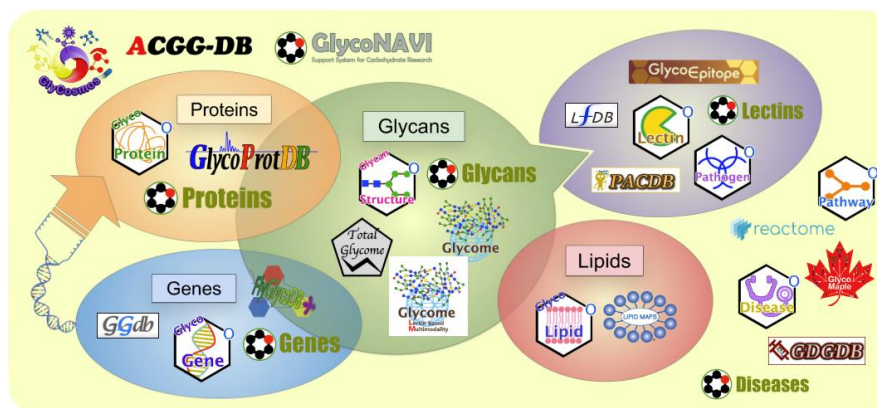 GlyCosmos
ACGG-DB
GlycoNAVI
Support System for Carbohydrate Research
Proteins
Glyco
Protein
GlycoProtDB
Proteins
Glycans
Glycan
Structure
Glycans
Total
Glycome
Glycome
Glycome
Lectin based
Multimodality
GlycoEpitope
LfDB
Lectin
Lectins
PACDB
Pathogen
Pathway
reactome
Glyco
Maple
Disease
GDGDB
Diseases
Lipids
Glyco
Lipid
LIPID MAPS
Genes
FlyGlycoDB
GGdb
Glyco
Gene
Genes